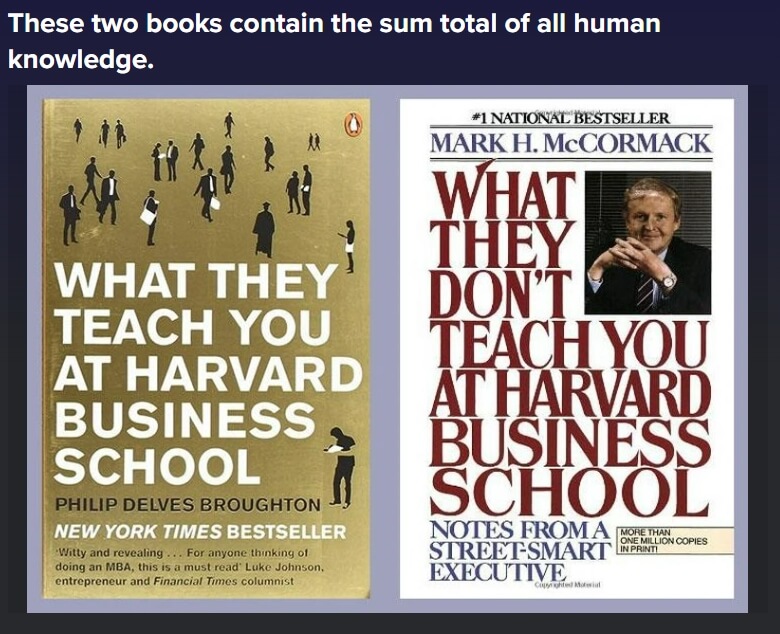 These two books contain the sum total of all human
knowledge.
WHAT THEY
TEACH YOU
AT HARVARD
BUSINESS
SCHOOL
PHILIP DELVES BROUGHTON
NEW YORK TIMES BESTSELLER
'Witty and revealing . . . For anyone thinking of
doing an MBA, this is a must read' Luke Johnson,
entrepreneur and Financial Times columnist
Copyrighted Material
#1 NATIONAL BESTSELLER
MARK H. McCORMACK
WHAT
THEY
DON'T
TEACH YOU
AT HARVARD
BUSINESS
SCHOOL
NOTES FROM A
STREET-SMART
EXECUTIVE
MORE THAN
ONE MILLION COPIES
IN PRINT!
Copyrighted Material